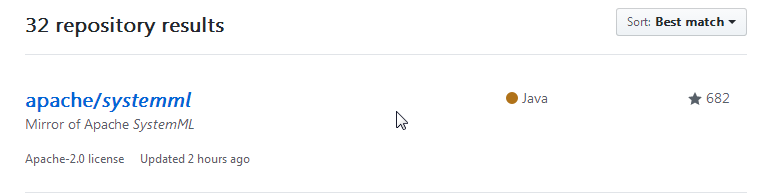 32 repository results
Sort: Best match
apache/systemml
Java
682
Mirror of Apache SystemML
Apache-2.0 license Updated 2 hours ago